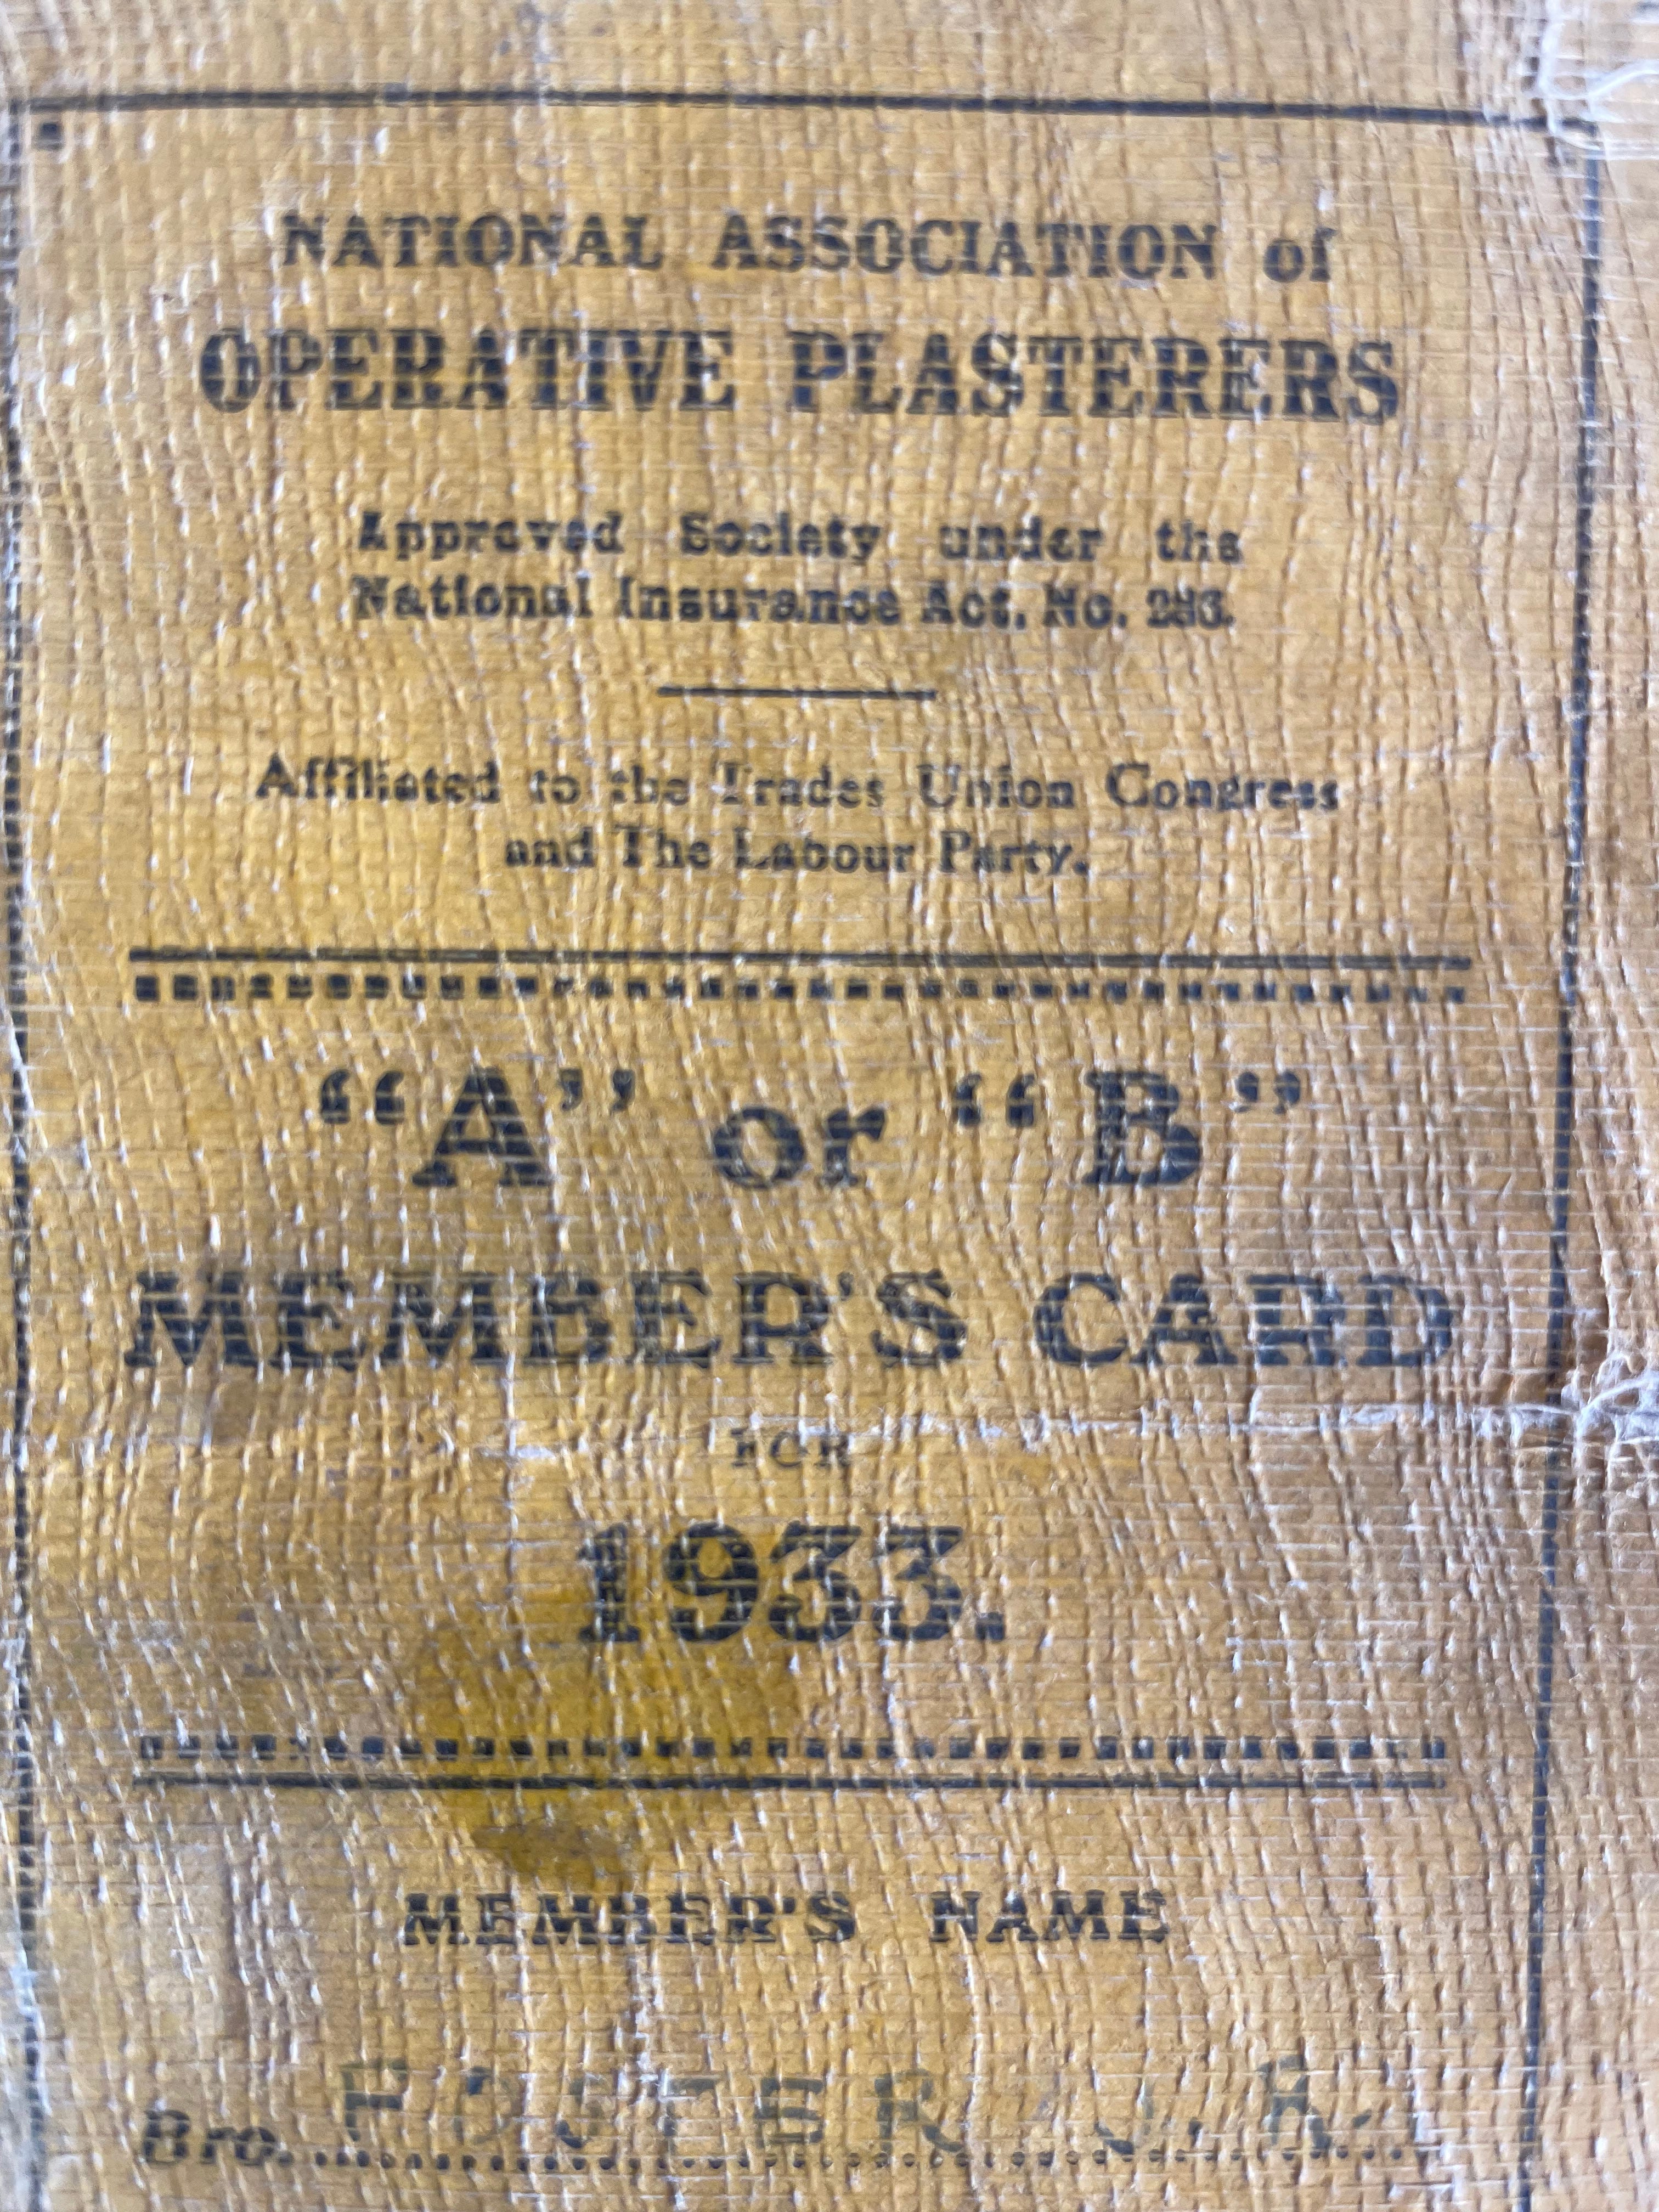 NATIONAL ASSOCIATION of
OPERATIVE PLASTERERS
Approved Society under the
National Insurance Act, No.
Affiliated to the Trades Union Congress
and The Labour Party.
“A” or “B”
MEMBER'S CARD
FOR
1933.
MEMBER'S NAME
Bro. FOSTER J. R.